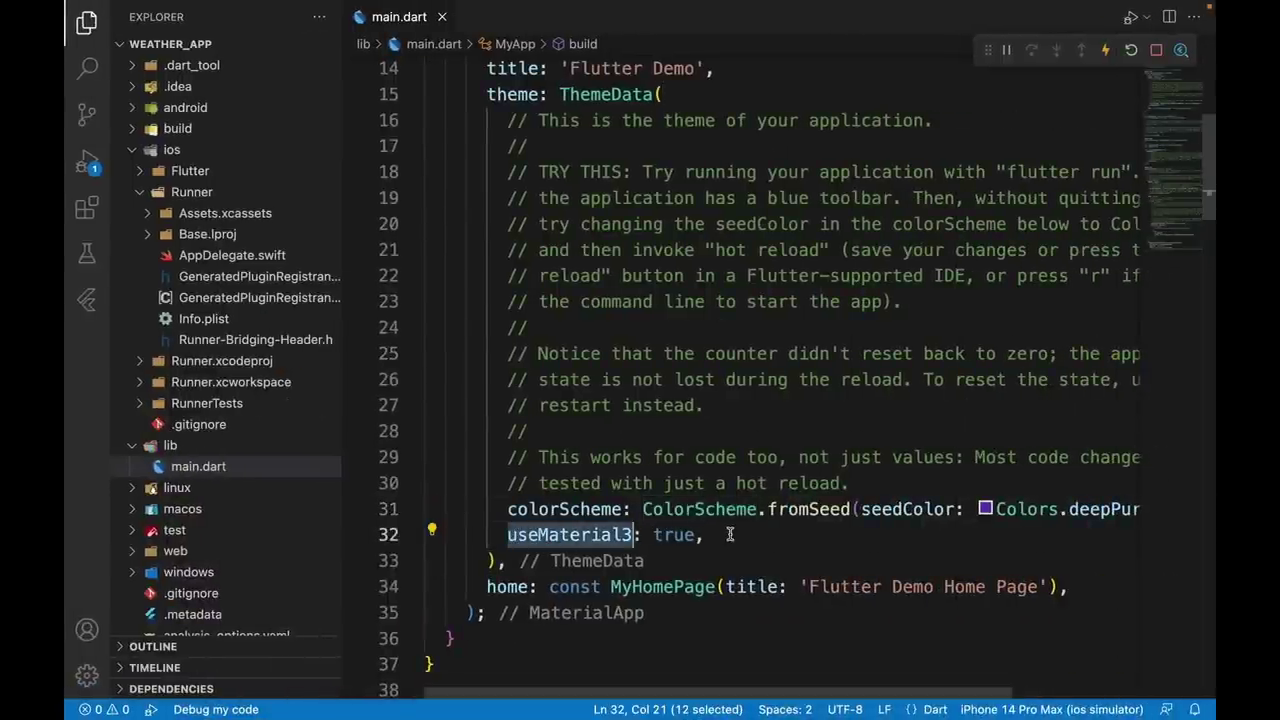 EXPLORER
main.dart
WEATHER_APP
lib
main.dart
MyApp
build
.dart_tool
.idea
android
build
ios
Flutter
Runner
Assets.xcassets
Base.lproj
AppDelegate.swift
GeneratedPluginRegistran...
GeneratedPluginRegistran...
Info.plist
Runner-Bridging-Header.h
Runner.xcodeproj
Runner.xcworkspace
RunnerTests
.gitignore
lib
main.dart
linux
macos
test
web
windows
.gitignore
.metadata
OUTLINE
TIMELINE
DEPENDENCIES
1
14 title: 'Flutter Demo',
15 theme: ThemeData(
16 // This is the theme of your application.
17 //
18 // TRY THIS: Try running your application with "flutter run".
19 // the application has a blue toolbar. Then, without quitting
20 // try changing the seedColor in the colorScheme below to Col
21 // and then invoke "hot reload" (save your changes or press t
22 // reload" button in a Flutter-supported IDE, or press "r" if
23 // the command line to start the app).
24 //
25 // Notice that the counter didn't reset back to zero; the app
26 // state is not lost during the reload. To reset the state, u
27 // restart instead.
28 //
29 // This works for code too, not just values: Most code change
30 // tested with just a hot reload.
31 colorScheme: ColorScheme.fromSeed(seedColor: Colors.deepPur
32 useMaterial3: true,
33 ), // ThemeData
34 home: const MyHomePage(title: 'Flutter Demo Home Page'),
35 ); // MaterialApp
36 }
37 }
38
0 0 Debug my code Ln 32, Col 21 (12 selected) Spaces: 2 UTF-8 LF {} Dart iPhone 14 Pro Max (ios simulator)